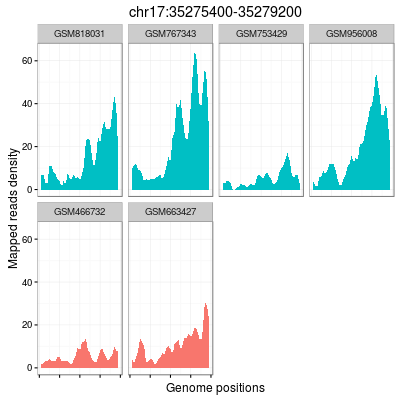 chr17:35275400-35279200
GSM818031 GSM767343 GSM753429 GSM956008
60
40
20
0
GSM466732 GSM663427
60
40
20
0
Mapped reads density
Genome positions